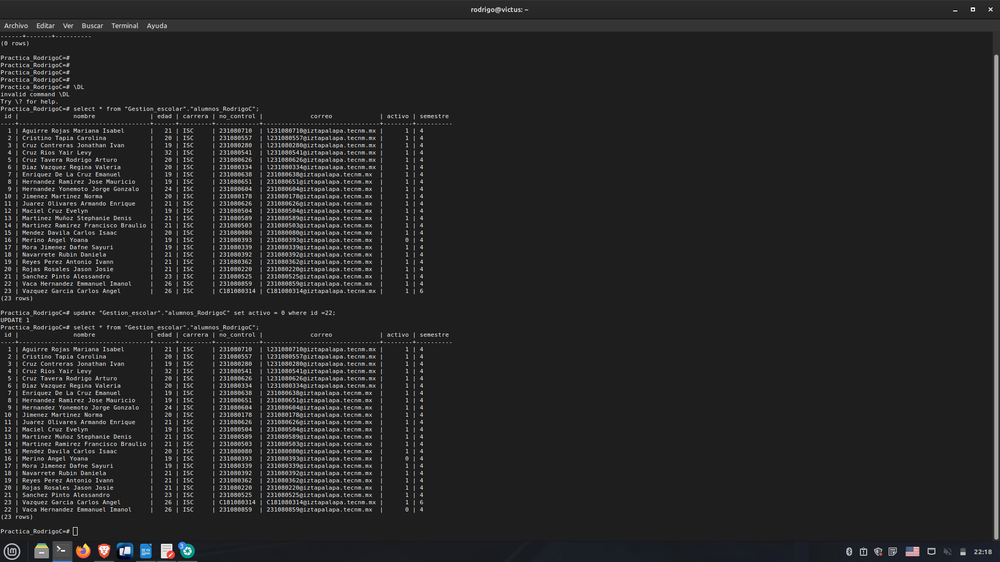 rodrigo@victus: ~
Archivo Editar Ver Buscar Terminal Ayuda
------+-------+----------
(0 rows)
Practica_RodrigoC=#
Practica_RodrigoC=#
Practica_RodrigoC=#
Practica_RodrigoC=#
Practica_RodrigoC=# \DL
invalid command \DL
Try \? for help.
Practica_RodrigoC=# select * from "Gestion_escolar"."alumnos_RodrigoC";
 id |               nombre               | edad | carrera | no_control |             correo             | activo | semestre
----+------------------------------------+------+---------+------------+--------------------------------+--------+----------
  1 | Aguirre Rojas Mariana Isabel       |   21 | ISC     | 231080710  | l231080710@iztapalapa.tecnm.mx |      1 | 4
  2 | Cristino Tapia Carolina            |   20 | ISC     | 231080557  | l231080557@iztapalapa.tecnm.mx |      1 | 4
  3 | Cruz Contreras Jonathan Ivan       |   19 | ISC     | 231080280  | l231080280@iztapalapa.tecnm.mx |      1 | 4
  4 | Cruz Rios Yair Levy                |   32 | ISC     | 231080541  | l231080541@iztapalapa.tecnm.mx |      1 | 4
  5 | Cruz Tavera Rodrigo Arturo         |   20 | ISC     | 231080626  | l231080626@iztapalapa.tecnm.mx |      1 | 4
  6 | Diaz Vazquez Regina Valeria        |   20 | ISC     | 231080334  | l231080334@iztapalapa.tecnm.mx |      1 | 4
  7 | Enriquez De La Cruz Emanuel        |   19 | ISC     | 231080638  | 231080638@iztapalapa.tecnm.mx  |      1 | 4
  8 | Hernandez Ramirez Jose Mauricio    |   19 | ISC     | 231080651  | 231080651@iztapalapa.tecnm.mx  |      1 | 4
  9 | Hernandez Yonemoto Jorge Gonzalo   |   24 | ISC     | 231080604  | 231080604@iztapalapa.tecnm.mx  |      1 | 4
 10 | Jimenez Martinez Norma             |   20 | ISC     | 231080178  | 231080178@iztapalapa.tecnm.mx  |      1 | 4
 11 | Juarez Olivares Armando Enrique    |   21 | ISC     | 231080626  | 231080626@iztapalapa.tecnm.mx  |      1 | 4
 12 | Maciel Cruz Evelyn                 |   19 | ISC     | 231080504  | 231080504@iztapalapa.tecnm.mx  |      1 | 4
 13 | Martinez Muñoz Stephanie Denis     |   21 | ISC     | 231080589  | 231080589@iztapalapa.tecnm.mx  |      1 | 4
 14 | Martinez Ramirez Francisco Braulio |   21 | ISC     | 231080503  | 231080503@iztapalapa.tecnm.mx  |      1 | 4
 15 | Mendez Davila Carlos Isaac         |   20 | ISC     | 231080080  | 231080080@iztapalapa.tecnm.mx  |      1 | 4
 16 | Merino Angel Yoana                 |   19 | ISC     | 231080393  | 231080393@iztapalapa.tecnm.mx  |      0 | 4
 17 | Mora Jimenez Dafne Sayuri          |   19 | ISC     | 231080339  | 231080339@iztapalapa.tecnm.mx  |      1 | 4
 18 | Navarrete Rubin Daniela            |   21 | ISC     | 231080392  | 231080392@iztapalapa.tecnm.mx  |      1 | 4
 19 | Reyes Perez Antonio Ivann          |   21 | ISC     | 231080362  | 231080362@iztapalapa.tecnm.mx  |      1 | 4
 20 | Rojas Rosales Jason Josie          |   21 | ISC     | 231080220  | 231080220@iztapalapa.tecnm.mx  |      1 | 4
 21 | Sanchez Pinto Alessandro           |   23 | ISC     | 231080525  | 231080525@iztapalapa.tecnm.mx  |      1 | 4
 22 | Vaca Hernandez Emmanuel Imanol     |   26 | ISC     | 231080859  | 231080859@iztapalapa.tecnm.mx  |      1 | 4
 23 | Vazquez Garcia Carlos Angel        |   26 | ISC     | C181080314 | C181080314@iztapalapa.tecnm.mx |      1 | 6
(23 rows)
Practica_RodrigoC=# update "Gestion_escolar"."alumnos_RodrigoC" set activo = 0 where id =22;
UPDATE 1
Practica_RodrigoC=# select * from "Gestion_escolar"."alumnos_RodrigoC";
 id |               nombre               | edad | carrera | no_control |             correo             | activo | semestre
----+------------------------------------+------+---------+------------+--------------------------------+--------+----------
  1 | Aguirre Rojas Mariana Isabel       |   21 | ISC     | 231080710  | l231080710@iztapalapa.tecnm.mx |      1 | 4
  2 | Cristino Tapia Carolina            |   20 | ISC     | 231080557  | l231080557@iztapalapa.tecnm.mx |      1 | 4
  3 | Cruz Contreras Jonathan Ivan       |   19 | ISC     | 231080280  | l231080280@iztapalapa.tecnm.mx |      1 | 4
  4 | Cruz Rios Yair Levy                |   32 | ISC     | 231080541  | l231080541@iztapalapa.tecnm.mx |      1 | 4
  5 | Cruz Tavera Rodrigo Arturo         |   20 | ISC     | 231080626  | l231080626@iztapalapa.tecnm.mx |      1 | 4
  6 | Diaz Vazquez Regina Valeria        |   20 | ISC     | 231080334  | l231080334@iztapalapa.tecnm.mx |      1 | 4
  7 | Enriquez De La Cruz Emanuel        |   19 | ISC     | 231080638  | 231080638@iztapalapa.tecnm.mx  |      1 | 4
  8 | Hernandez Ramirez Jose Mauricio    |   19 | ISC     | 231080651  | 231080651@iztapalapa.tecnm.mx  |      1 | 4
  9 | Hernandez Yonemoto Jorge Gonzalo   |   24 | ISC     | 231080604  | 231080604@iztapalapa.tecnm.mx  |      1 | 4
 10 | Jimenez Martinez Norma             |   20 | ISC     | 231080178  | 231080178@iztapalapa.tecnm.mx  |      1 | 4
 11 | Juarez Olivares Armando Enrique    |   21 | ISC     | 231080626  | 231080626@iztapalapa.tecnm.mx  |      1 | 4
 12 | Maciel Cruz Evelyn                 |   19 | ISC     | 231080504  | 231080504@iztapalapa.tecnm.mx  |      1 | 4
 13 | Martinez Muñoz Stephanie Denis     |   21 | ISC     | 231080589  | 231080589@iztapalapa.tecnm.mx  |      1 | 4
 14 | Martinez Ramirez Francisco Braulio |   21 | ISC     | 231080503  | 231080503@iztapalapa.tecnm.mx  |      1 | 4
 15 | Mendez Davila Carlos Isaac         |   20 | ISC     | 231080080  | 231080080@iztapalapa.tecnm.mx  |      1 | 4
 16 | Merino Angel Yoana                 |   19 | ISC     | 231080393  | 231080393@iztapalapa.tecnm.mx  |      0 | 4
 17 | Mora Jimenez Dafne Sayuri          |   19 | ISC     | 231080339  | 231080339@iztapalapa.tecnm.mx  |      1 | 4
 18 | Navarrete Rubin Daniela            |   21 | ISC     | 231080392  | 231080392@iztapalapa.tecnm.mx  |      1 | 4
 19 | Reyes Perez Antonio Ivann          |   21 | ISC     | 231080362  | 231080362@iztapalapa.tecnm.mx  |      1 | 4
 20 | Rojas Rosales Jason Josie          |   21 | ISC     | 231080220  | 231080220@iztapalapa.tecnm.mx  |      1 | 4
 21 | Sanchez Pinto Alessandro           |   23 | ISC     | 231080525  | 231080525@iztapalapa.tecnm.mx  |      1 | 4
 23 | Vazquez Garcia Carlos Angel        |   26 | ISC     | C181080314 | C181080314@iztapalapa.tecnm.mx |      1 | 6
 22 | Vaca Hernandez Emmanuel Imanol     |   26 | ISC     | 231080859  | 231080859@iztapalapa.tecnm.mx  |      0 | 4
(23 rows)
Practica_RodrigoC=#
3
22:18